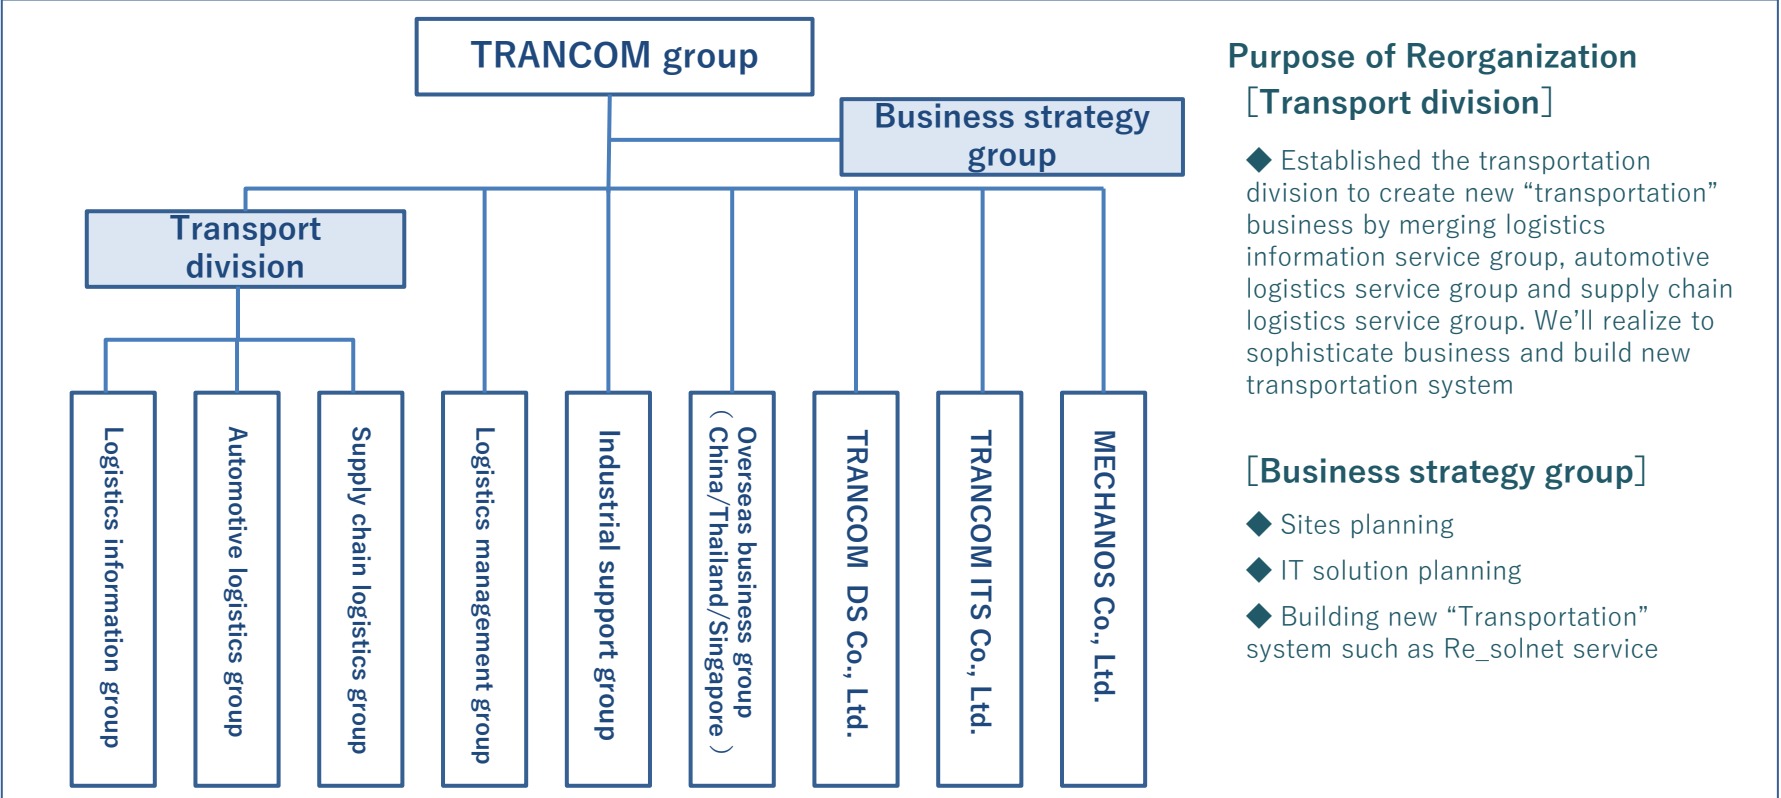 TRANCOM group
Business strategy
group
Transport
division
Logistics information group
Automotive logistics group
Supply chain logistics group
Logistics management group
Industrial support group
Overseas business group
（China/Thailand/Singapore）
TRANCOM DS Co., Ltd.
TRANCOM ITS Co., Ltd.
MECHANOS Co., Ltd.
Purpose of Reorganization
[Transport division]
◆ Established the transportation
division to create new “transportation”
business by merging logistics
information service group, automotive
logistics service group and supply chain
logistics service group. We’ll realize to
sophisticate business and build new
transportation system
[Business strategy group]
◆ Sites planning
◆ IT solution planning
◆ Building new “Transportation”
system such as Re_solnet service